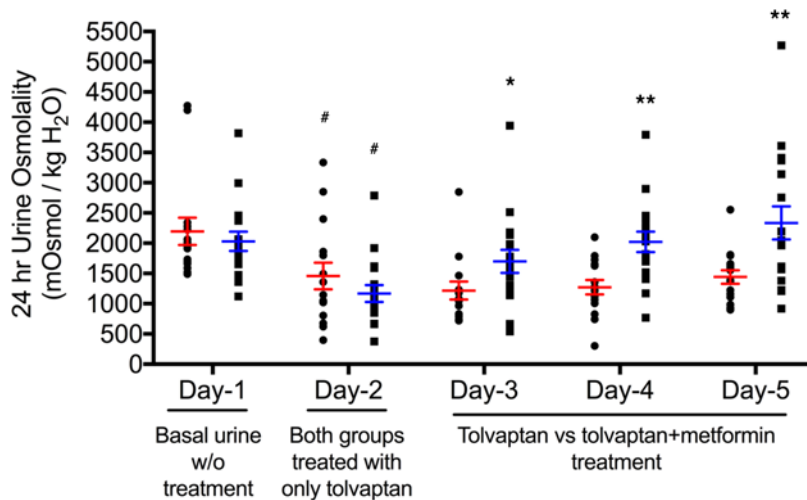 24 hr Urine Osmolality
(mOsmol / kg H₂O)
5500
5000
4500
4000
3500
3000
2500
2000
1500
1000
500
0
#
#
*
**
**
Day-1
Day-2
Day-3
Day-4
Day-5
Basal urine
w/o
treatment
Both groups
treated with
only tolvaptan
Tolvaptan vs tolvaptan+metformin
treatment